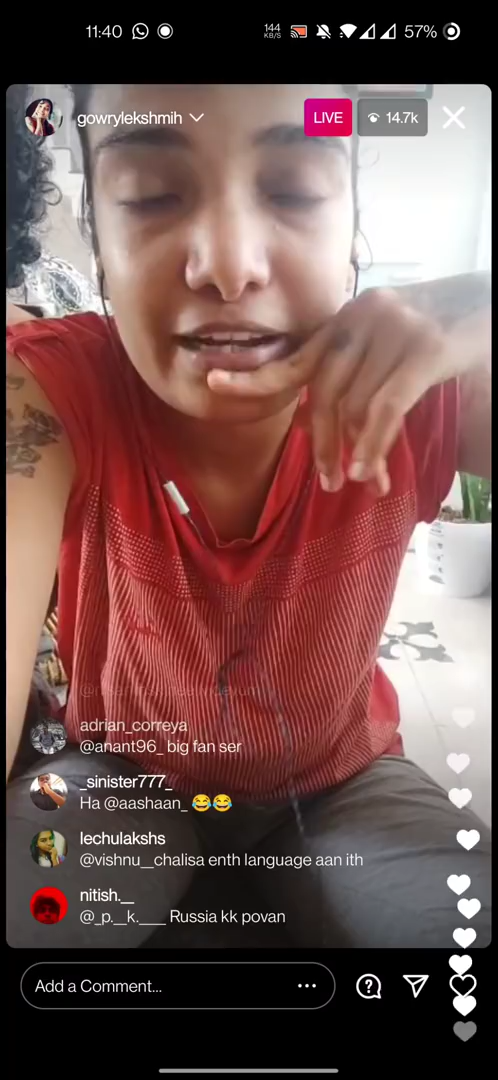 11:40
144
KB/S
57%
gowrylekshmih
LIVE
14.7k
adrian_correya
@anant96_ big fan ser
_sinister777_
Ha @aashaan_ 😂😂
lechulakshs
@vishnu__chalisa enth language aan ith
nitish.__
@_p.__k.____ Russia kk povan
Add a Comment...